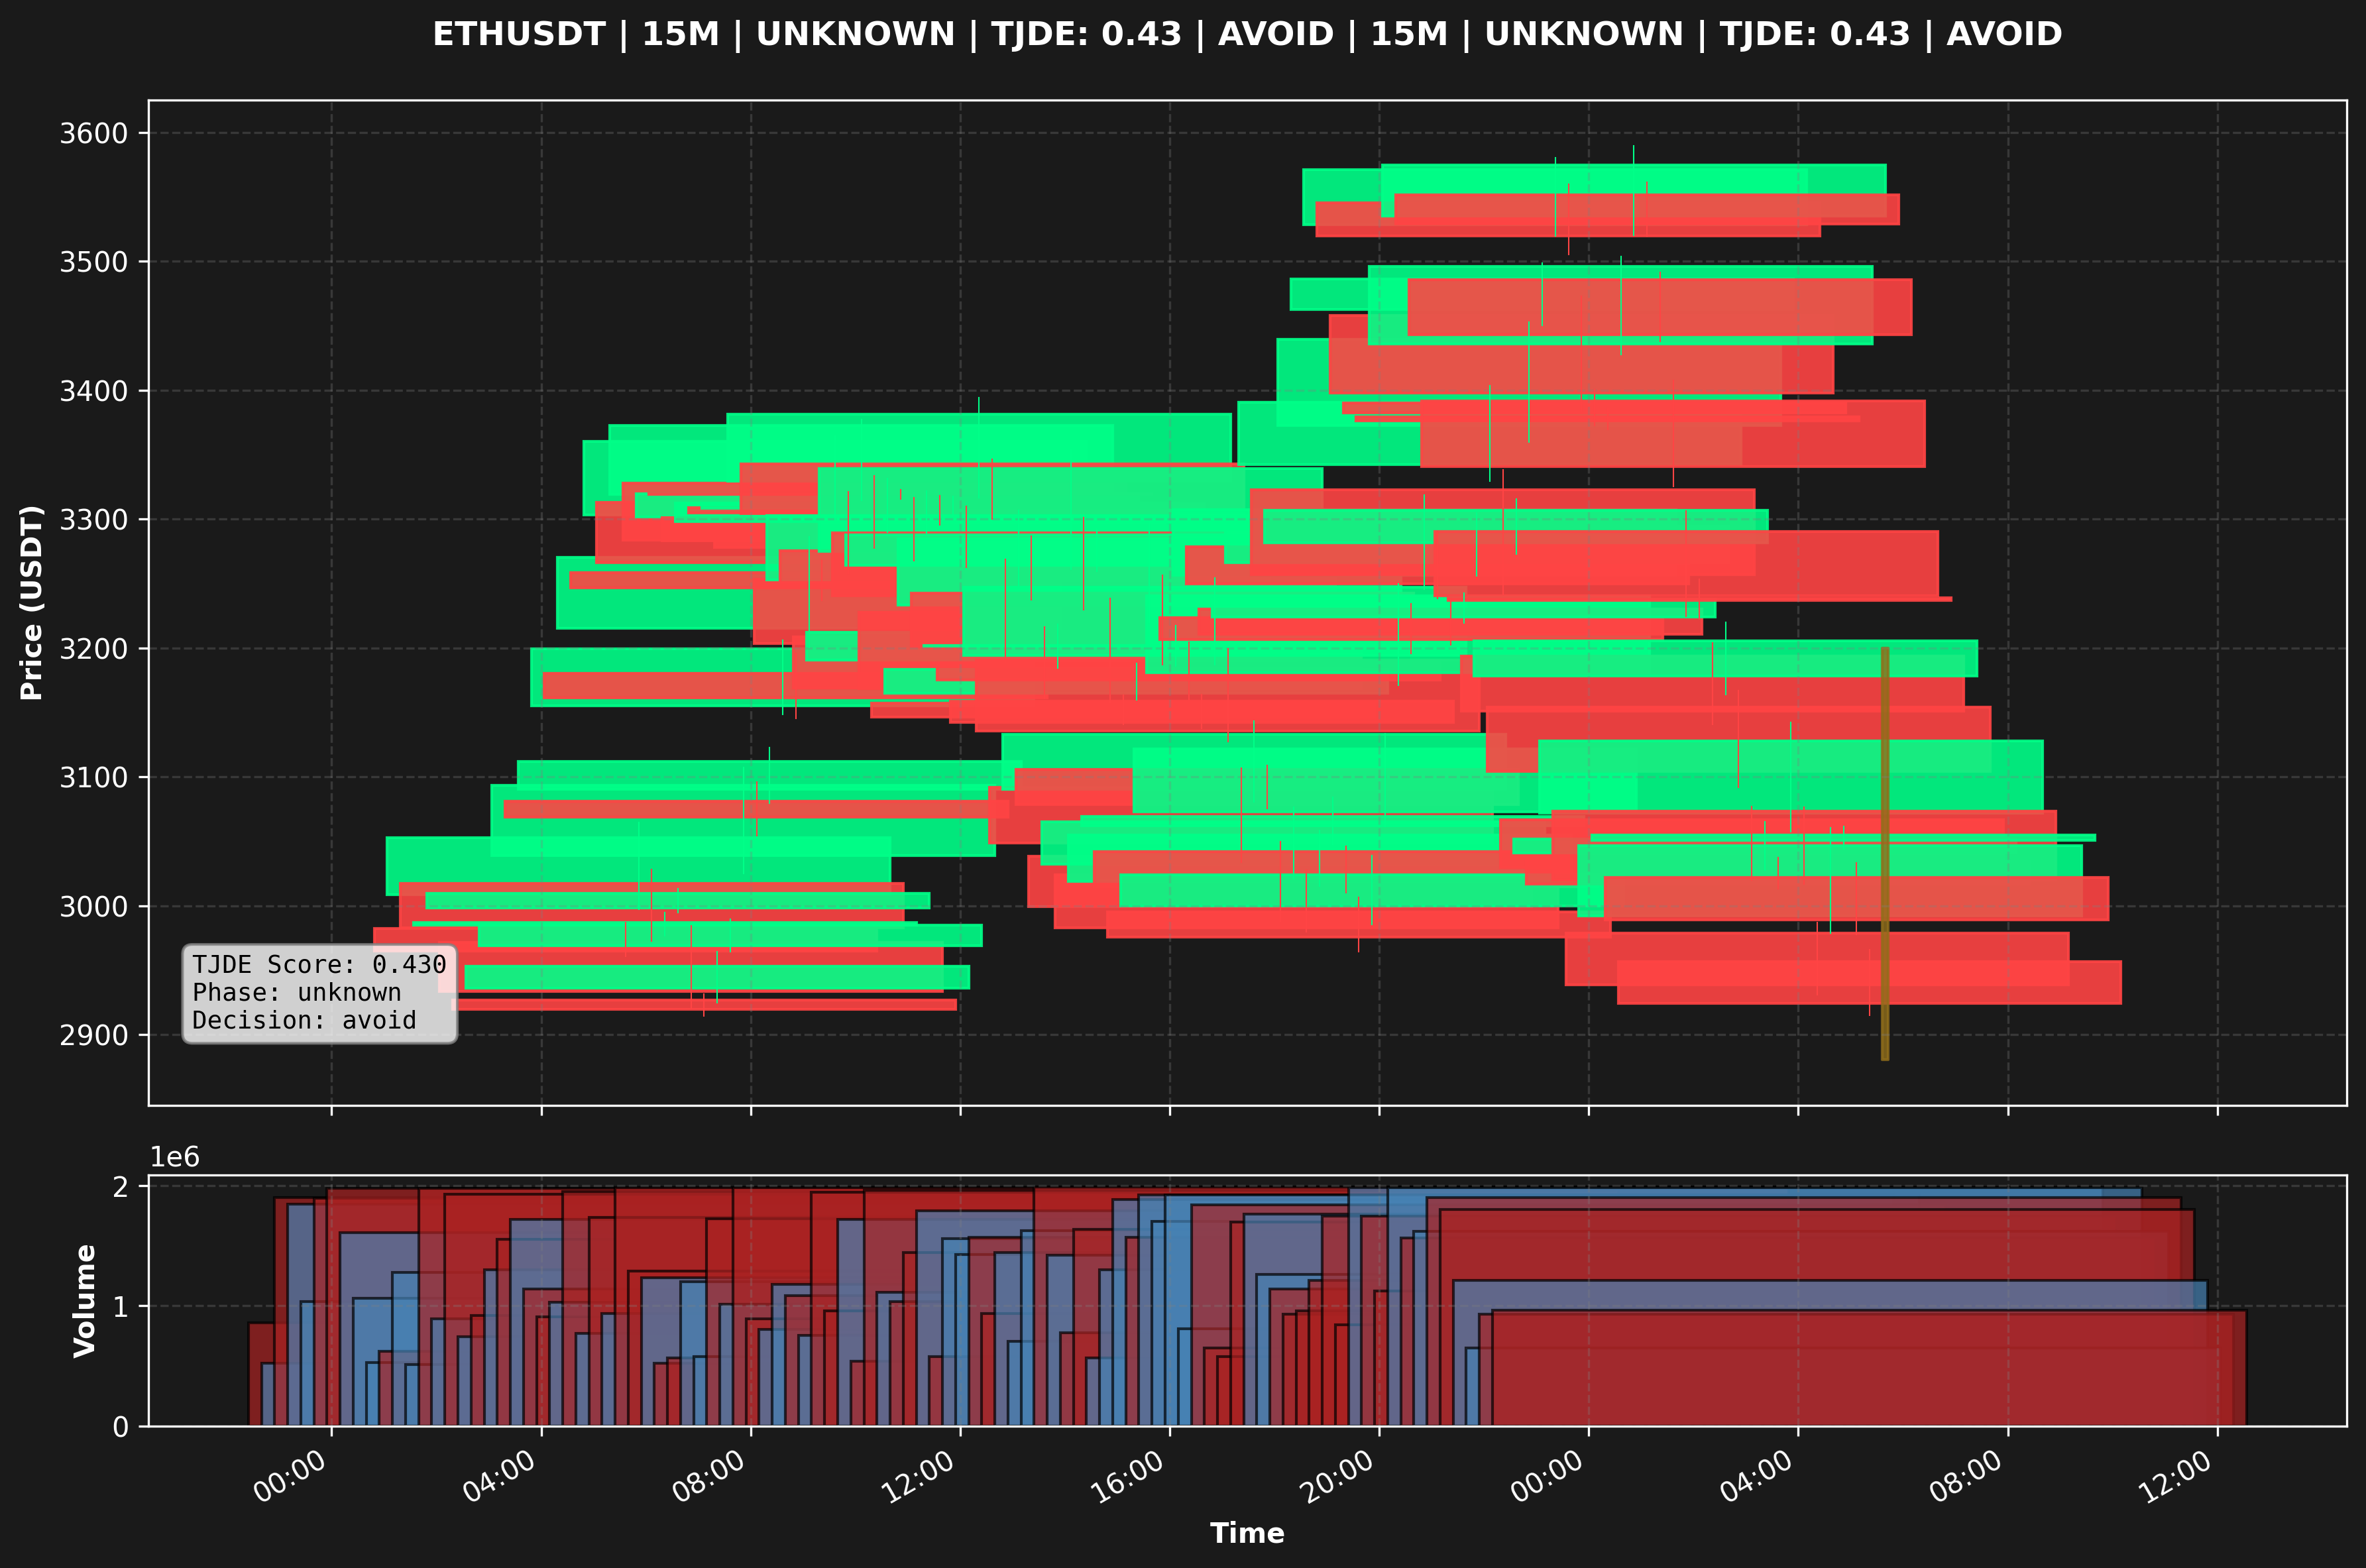 ETHUSDT | 15M | UNKNOWN | TJDE: 0.43 | AVOID | 15M | UNKNOWN | TJDE: 0.43 | AVOID
Price (USDT)
3600
3500
3400
3300
3200
3100
3000
2900
TJDE Score: 0.430
Phase: unknown
Decision: avoid
1e6
Volume
2
1
0
00:00 04:00 08:00 12:00 16:00 20:00 00:00 04:00 08:00 12:00
Time